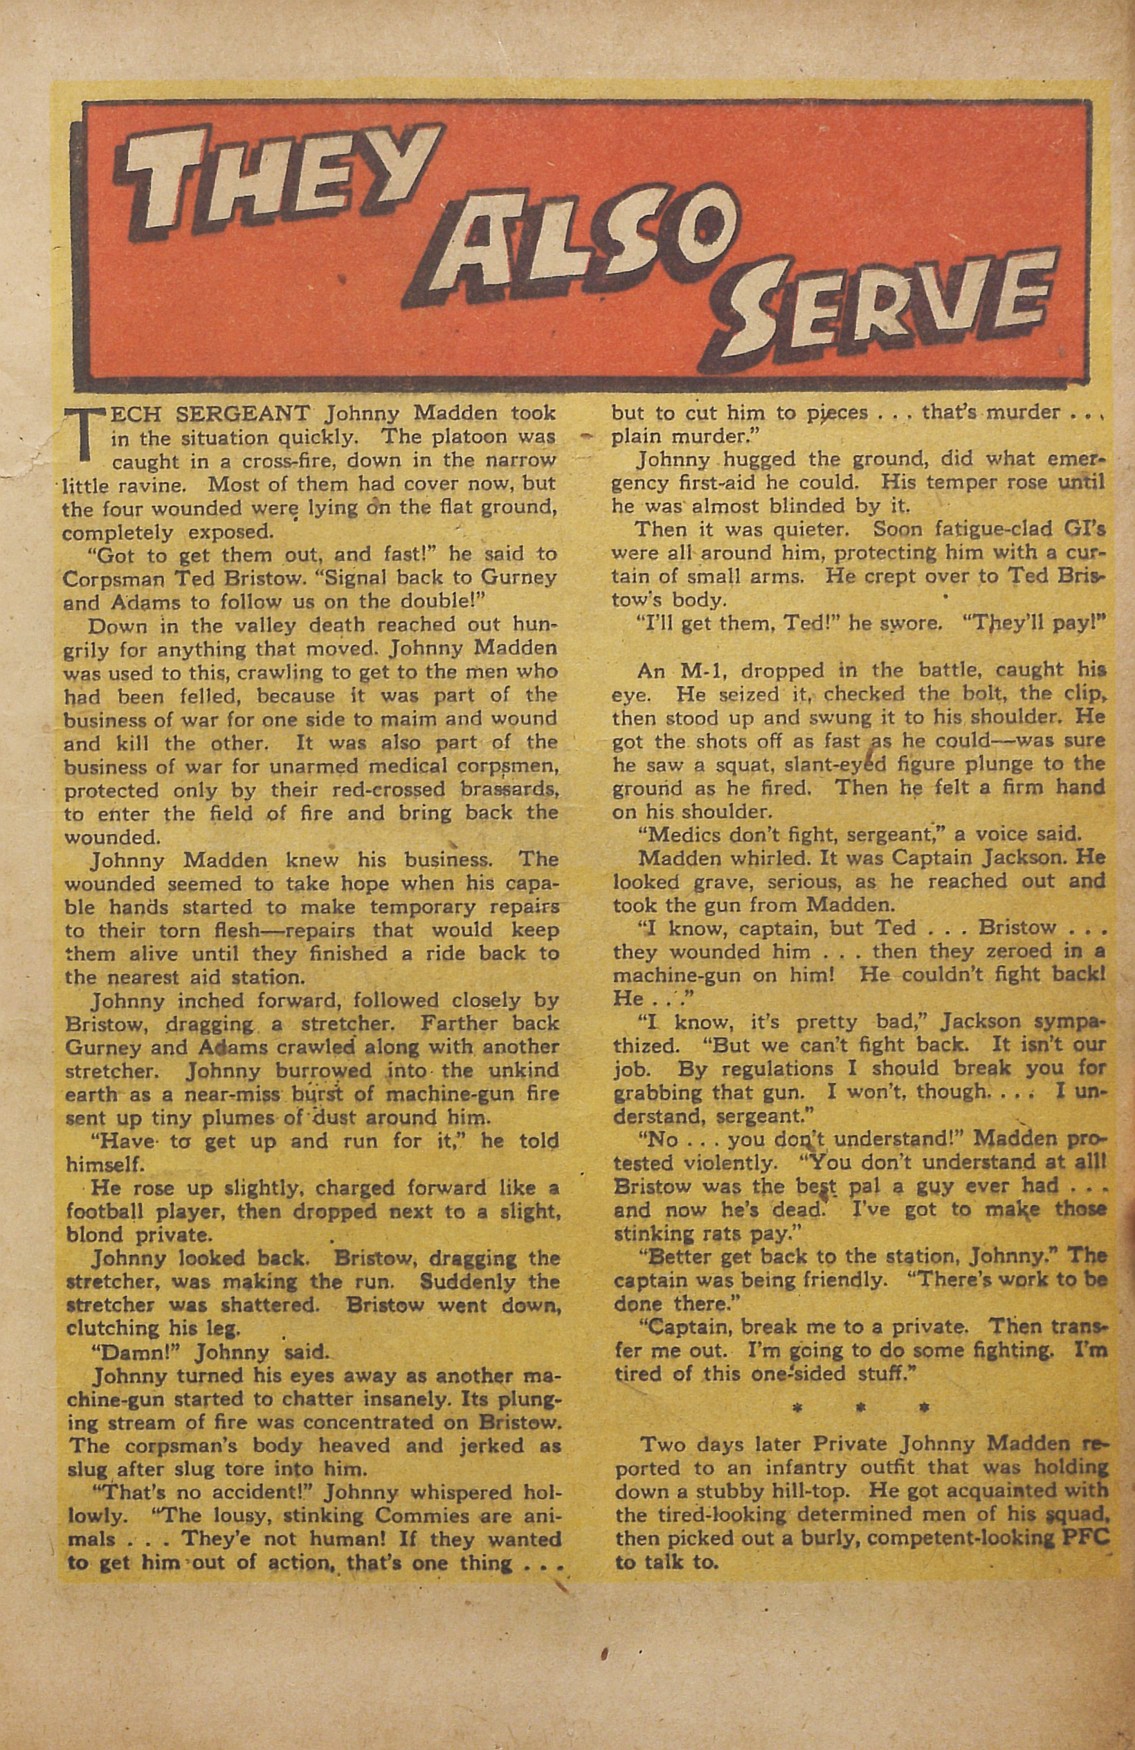 THEY
ALSO
SERVE
TECH SERGEANT Johnny Madden took
in the situation quickly. The platoon was
caught in a cross-fire, down in the narrow
little ravine. Most of them had cover now, but
the four wounded were lying on the flat ground,
completely exposed.
“Got to get them out, and fast!” he said to
Corpsman Ted Bristow. “Signal back to Gurney
and Adams to follow us on the double!”
Down in the valley death reached out hun-
grily for anything that moved. Johnny Madden
was used to this, crawling to get to the men who
had been felled, because it was part of the
business of war for one side to maim and wound
and kill the other. It was also part of the
business of war for unarmed medical corpsmen,
protected only by their red-crossed brassards,
to enter the field of fire and bring back the
wounded.
Johnny Madden knew his business. The
wounded seemed to take hope when his capa-
ble hands started to make temporary repairs
to their torn flesh—repairs that would keep
them alive until they finished a ride back to
the nearest aid station.
Johnny inched forward, followed closely by
Bristow, dragging a stretcher. Farther back
Gurney and Adams crawled along with another
stretcher. Johnny burrowed into the unkind
earth as a near-miss burst of machine-gun fire
sent up tiny plumes of dust around him.
“Have to get up and run for it,” he told
himself.
He rose up slightly, charged forward like a
football player, then dropped next to a slight,
blond private.
Johnny looked back. Bristow, dragging the
stretcher, was making the run. Suddenly the
stretcher was shattered. Bristow went down,
clutching his leg.
“Damn!” Johnny said.
Johnny turned his eyes away as another ma-
chine-gun started to chatter insanely. Its plung-
ing stream of fire was concentrated on Bristow.
The corpsman’s body heaved and jerked as
slug after slug tore into him.
“That’s no accident!” Johnny whispered hol-
lowly. “The lousy, stinking Commies are ani-
mals . . . They’e not human! If they wanted
to get him out of action, that’s one thing . . .
but to cut him to pieces . . . that’s murder . . .
plain murder.”
Johnny hugged the ground, did what emer-
gency first-aid he could. His temper rose until
he was almost blinded by it.
Then it was quieter. Soon fatigue-clad GI’s
were all around him, protecting him with a cur-
tain of small arms. He crept over to Ted Bris-
tow’s body.
“I’ll get them, Ted!” he swore. “They’ll pay!”
An M-1, dropped in the battle, caught his
eye. He seized it, checked the bolt, the clip,
then stood up and swung it to his shoulder. He
got the shots off as fast as he could—was sure
he saw a squat, slant-eyed figure plunge to the
ground as he fired. Then he felt a firm hand
on his shoulder.
“Medics don’t fight, sergeant,” a voice said.
Madden whirled. It was Captain Jackson. He
looked grave, serious, as he reached out and
took the gun from Madden.
“I know, captain, but Ted . . . Bristow . . .
they wounded him . . . then they zeroed in a
machine-gun on him! He couldn’t fight back!
He . . .”
“I know, it’s pretty bad,” Jackson sympa-
thized. “But we can’t fight back. It isn’t our
job. By regulations I should break you for
grabbing that gun. I won’t, though. . . . I un-
derstand, sergeant.”
“No . . . you don’t understand!” Madden pro-
tested violently. “You don’t understand at all!
Bristow was the best pal a guy ever had . . .
and now he’s dead. I’ve got to make those
stinking rats pay.”
“Better get back to the station, Johnny.” The
captain was being friendly. “There’s work to be
done there.”
“Captain, break me to a private. Then trans-
fer me out. I’m going to do some fighting. I’m
tired of this one-sided stuff.”
* * *
Two days later Private Johnny Madden re-
ported to an infantry outfit that was holding
down a stubby hill-top. He got acquainted with
the tired-looking determined men of his squad,
then picked out a burly, competent-looking PFC
to talk to.